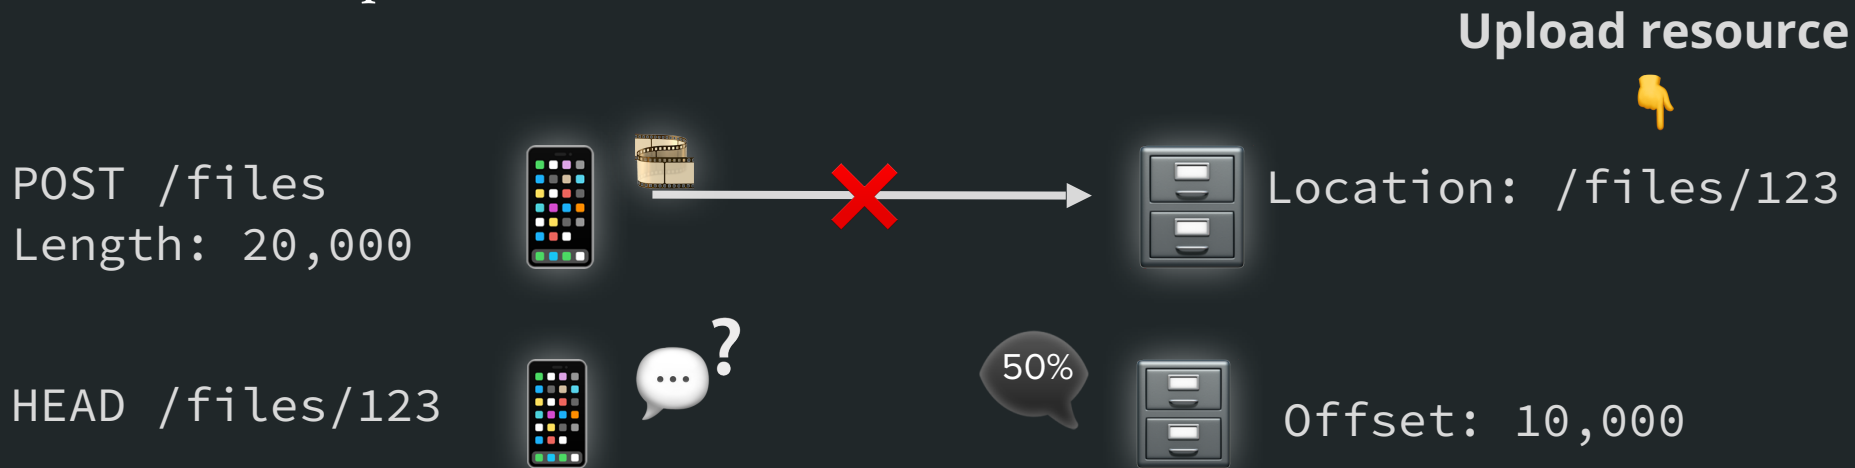 Upload resource
POST /files
Length: 20,000
Location: /files/123
?
50%
HEAD /files/123
Offset: 10,000